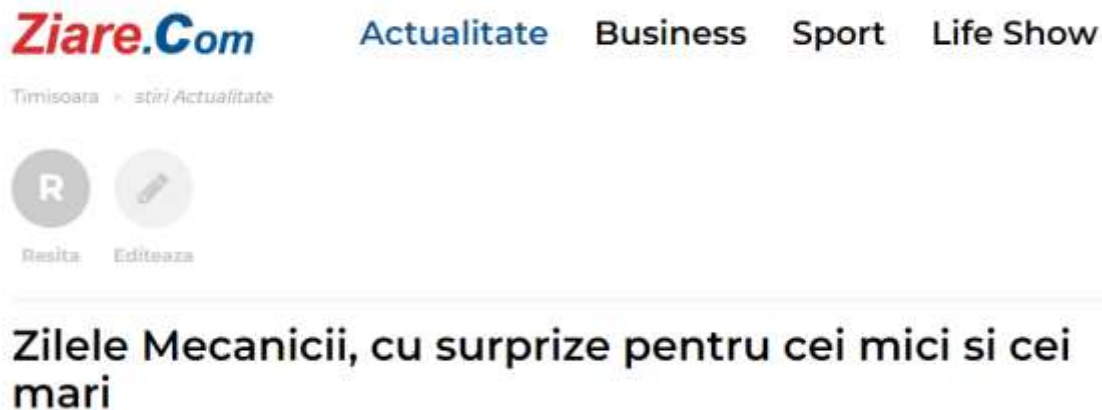 Ziare.Com Actualitate Business Sport Life Show
Timisoara > stiri Actualitate
R
Resita Editeaza
Zilele Mecanicii, cu surprize pentru cei mici si cei
mari